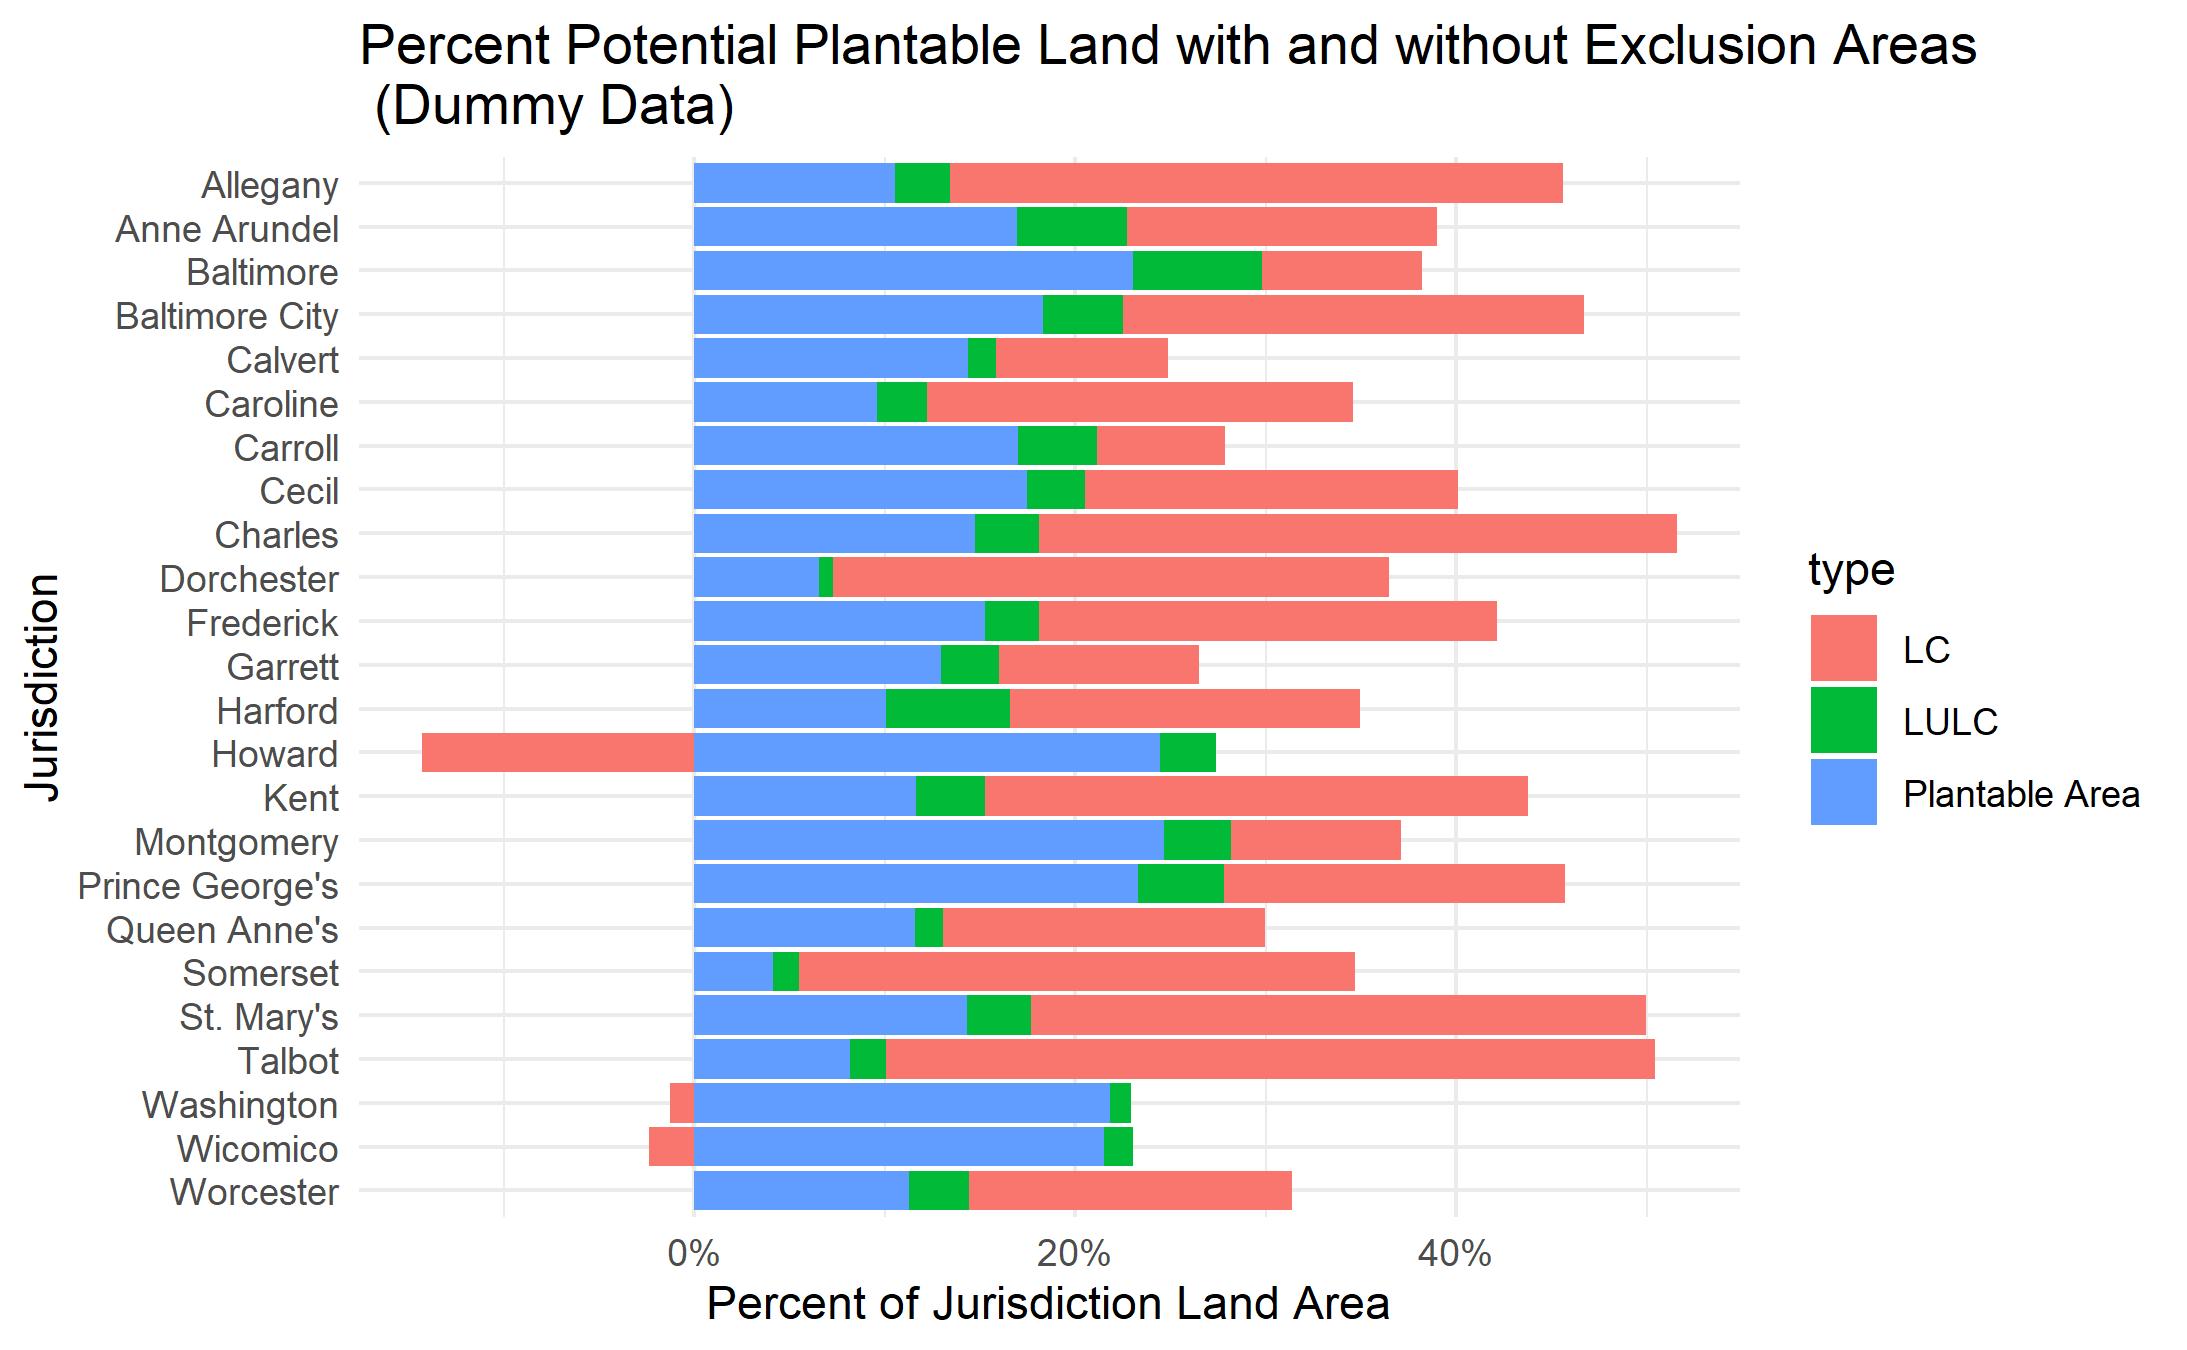 Percent Potential Plantable Land with and without Exclusion Areas
(Dummy Data)
Jurisdiction
Allegany
Anne Arundel
Baltimore
Baltimore City
Calvert
Caroline
Carroll
Cecil
Charles
Dorchester
Frederick
Garrett
Harford
Howard
Kent
Montgomery
Prince George's
Queen Anne's
Somerset
St. Mary's
Talbot
Washington
Wicomico
Worcester
0% 20% 40%
Percent of Jurisdiction Land Area
type
LC
LULC
Plantable Area